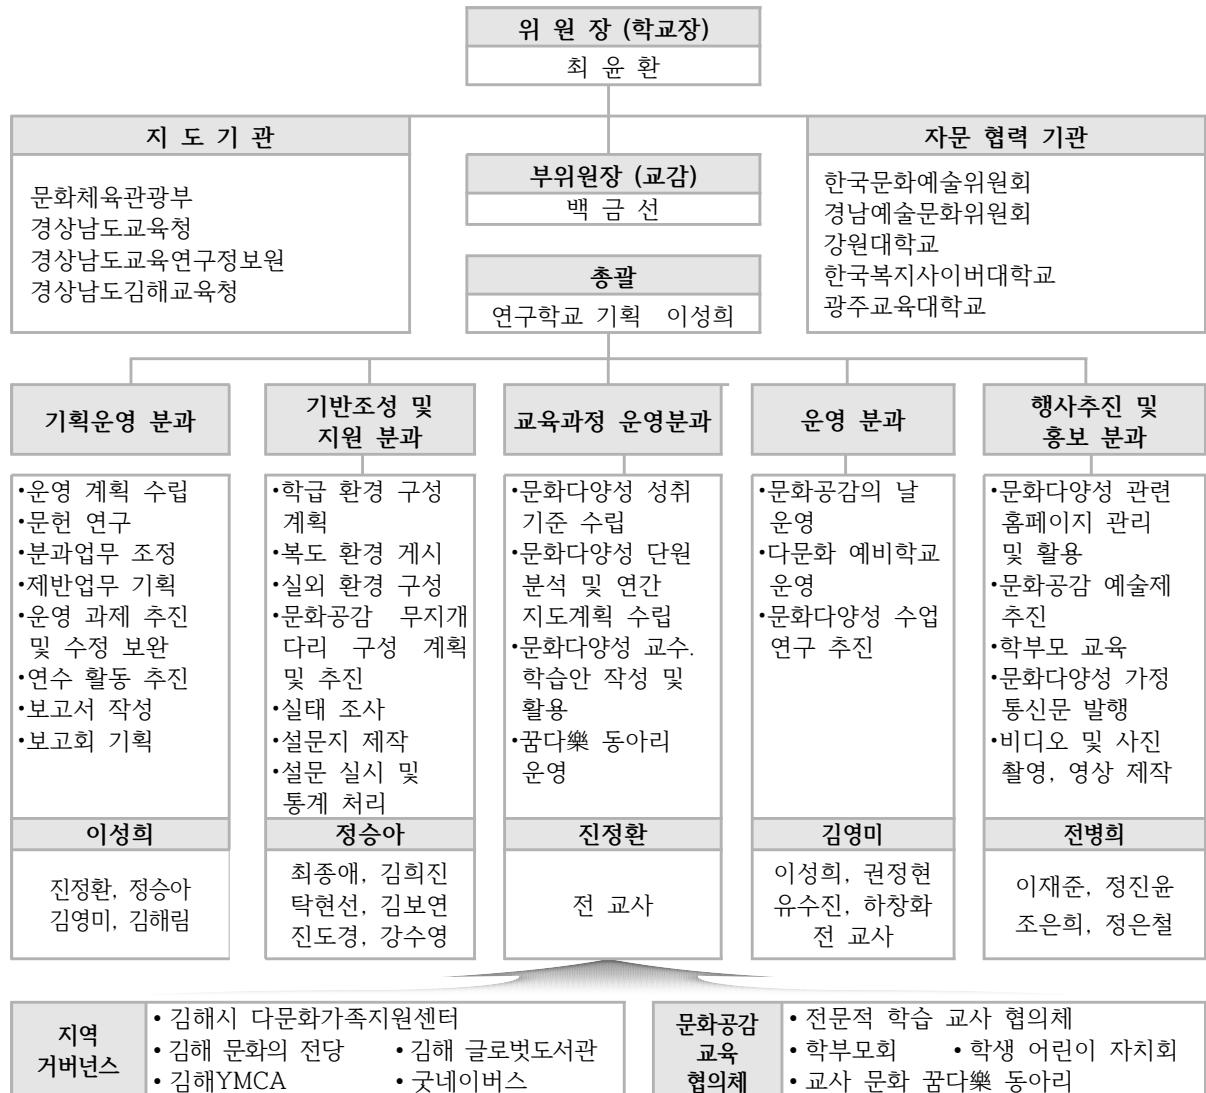 위 원 장 (학교장)
최 윤 환
지 도 기 관
문화체육관광부
경상남도교육청
경상남도교육연구정보원
경상남도김해교육청
부위원장 (교감)
백 금 선
총괄
연구학교 기획 이성희
자문 협력 기관
한국문화예술위원회
경남예술문화위원회
강원대학교
한국복지사이버대학교
광주교육대학교
기획운영 분과
•운영 계획 수립
•문헌 연구
•분과업무 조정
•제반업무 기획
•운영 과제 추진
및 수정 보완
•연수 활동 추진
•보고서 작성
•보고회 기획
이성희
진정환, 정승아
김영미, 김해림
기반조성 및
지원 분과
•학급 환경 구성
계획
•복도 환경 게시
•실외 환경 구성
•문화공감 무지개
다리 구성 계획
및 추진
•실태 조사
•설문지 제작
•설문 실시 및
통계 처리
정승아
최종애, 김희진
탁현선, 김보연
진도경, 강수영
교육과정 운영분과
•문화다양성 성취
기준 수립
•문화다양성 단원
분석 및 연간
지도계획 수립
•문화다양성 교수.
학습안 작성 및
활용
•꿈다樂 동아리
운영
진정환
전 교사
운영 분과
•문화공감의 날
운영
•다문화 예비학교
운영
•문화다양성 수업
연구 추진
김영미
이성희, 권정현
유수진, 하창화
전 교사
행사추진 및
홍보 분과
•문화다양성 관련
홈페이지 관리
및 활용
•문화공감 예술제
추진
•학부모 교육
•문화다양성 가정
통신문 발행
•비디오 및 사진
촬영, 영상 제작
전병희
이재준, 정진윤
조은희, 정은철
지역
거버넌스
• 김해시 다문화가족지원센터
• 김해 문화의 전당 • 김해 글로벗도서관
• 김해YMCA • 굿네이버스
문화공감
교육
협의체
• 전문적 학습 교사 협의체
• 학부모회 • 학생 어린이 자치회
• 교사 문화 꿈다樂 동아리